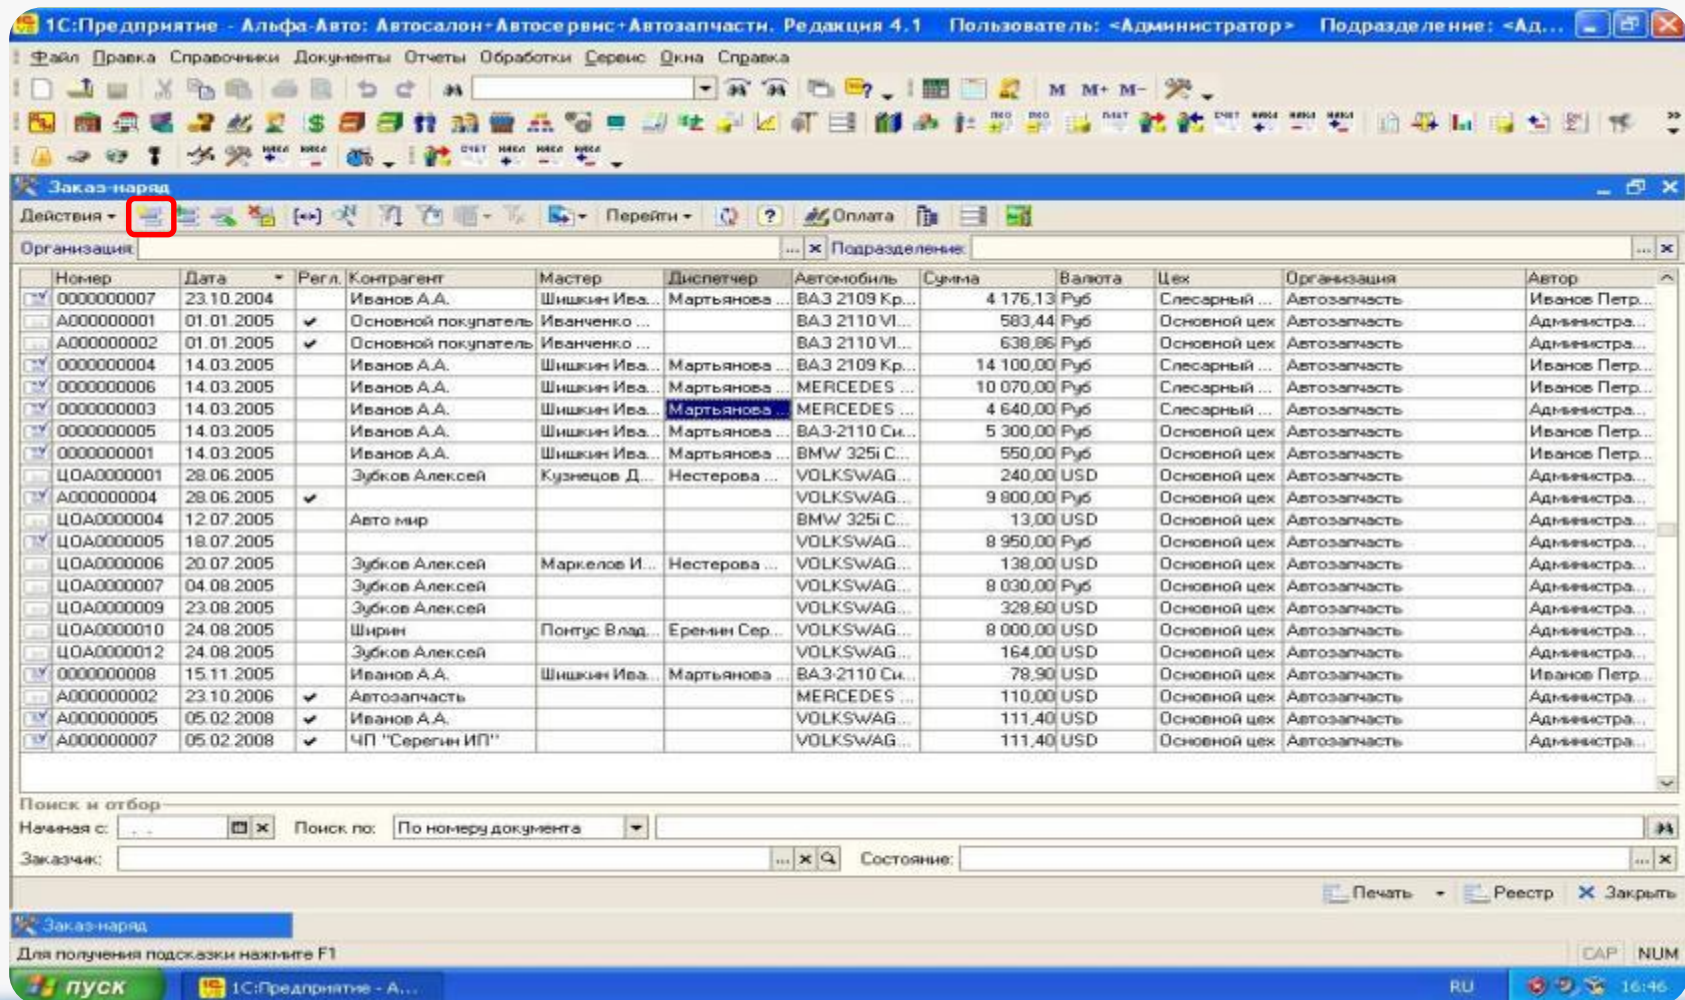 1С:Предприятие - Альфа-Авто: Автосалон+Автосервис+Автозапчасти. Редакция 4.1 Пользователь: <Администратор> Подразделение: <Ад...
Файл Правка Справочники Документы Отчеты Обработки Сервис Окна Справка
M M+ M-
Заказ-наряд
Действия Перейти Оплата
Организация: Подразделение:
Номер Дата Регл. Контрагент Мастер Диспетчер Автомобиль Сумма Валюта Цех Организация Автор
0000000007 23.10.2004 Иванов А.А. Шишкин Ива... Мартьянова ... ВАЗ 2109 Кр... 4 176,13 Руб Слесарный ... Автозапчасть Иванов Петр...
А000000001 01.01.2005 ✔ Основной покупатель Иванченко ... ВАЗ 2110 VI... 583,44 Руб Основной цех Автозапчасть Администра...
А000000002 01.01.2005 ✔ Основной покупатель Иванченко ... ВАЗ 2110 VI... 638,86 Руб Основной цех Автозапчасть Администра...
0000000004 14.03.2005 Иванов А.А. Шишкин Ива... Мартьянова ... ВАЗ 2109 Кр... 14 100,00 Руб Слесарный ... Автозапчасть Иванов Петр...
0000000006 14.03.2005 Иванов А.А. Шишкин Ива... Мартьянова ... MERCEDES ... 10 070,00 Руб Слесарный ... Автозапчасть Иванов Петр...
0000000003 14.03.2005 Иванов А.А. Шишкин Ива... Мартьянова ... MERCEDES ... 4 640,00 Руб Слесарный ... Автозапчасть Администра...
0000000005 14.03.2005 Иванов А.А. Шишкин Ива... Мартьянова ... ВАЗ-2110 Си... 5 300,00 Руб Основной цех Автозапчасть Иванов Петр...
0000000001 14.03.2005 Иванов А.А. Шишкин Ива... Мартьянова ... BMW 325i С... 550,00 Руб Основной цех Автозапчасть Иванов Петр...
ЦОА0000001 28.06.2005 Зубков Алексей Кузнецов Д... Нестерова ... VOLKSWAG... 240,00 USD Основной цех Автозапчасть Администра...
А000000004 28.06.2005 ✔ VOLKSWAG... 9 800,00 Руб Основной цех Автозапчасть Администра...
ЦОА0000004 12.07.2005 Авто мир BMW 325i С... 13,00 USD Основной цех Автозапчасть Администра...
ЦОА0000005 18.07.2005 VOLKSWAG... 8 950,00 Руб Основной цех Автозапчасть Администра...
ЦОА0000006 20.07.2005 Зубков Алексей Маркелов И... Нестерова ... VOLKSWAG... 138,00 USD Основной цех Автозапчасть Администра...
ЦОА0000007 04.08.2005 Зубков Алексей VOLKSWAG... 8 030,00 Руб Основной цех Автозапчасть Администра...
ЦОА0000009 23.08.2005 Зубков Алексей VOLKSWAG... 328,60 USD Основной цех Автозапчасть Администра...
ЦОА0000010 24.08.2005 Ширин Понтус Влад... Еремин Сер... VOLKSWAG... 8 000,00 USD Основной цех Автозапчасть Администра...
ЦОА0000012 24.08.2005 Зубков Алексей VOLKSWAG... 164,00 USD Основной цех Автозапчасть Администра...
0000000008 15.11.2005 Иванов А.А. Шишкин Ива... Мартьянова ... ВАЗ-2110 Си... 78,90 USD Основной цех Автозапчасть Иванов Петр...
А000000002 23.10.2006 ✔ Автозапчасть MERCEDES ... 110,00 USD Основной цех Автозапчасть Администра...
А000000005 05.02.2008 ✔ Иванов А.А. VOLKSWAG... 111,40 USD Основной цех Автозапчасть Администра...
А000000007 05.02.2008 ✔ ЧП "Серегин ИП" VOLKSWAG... 111,40 USD Основной цех Автозапчасть Администра...
Поиск и отбор
Начиная с: . . Поиск по: По номеру документа
Заказчик: Состояние:
Печать Реестр Закрыть
Заказ-наряд
Для получения подсказки нажмите F1 CAP NUM
пуск 1С:Предприятие - А... RU 16:46